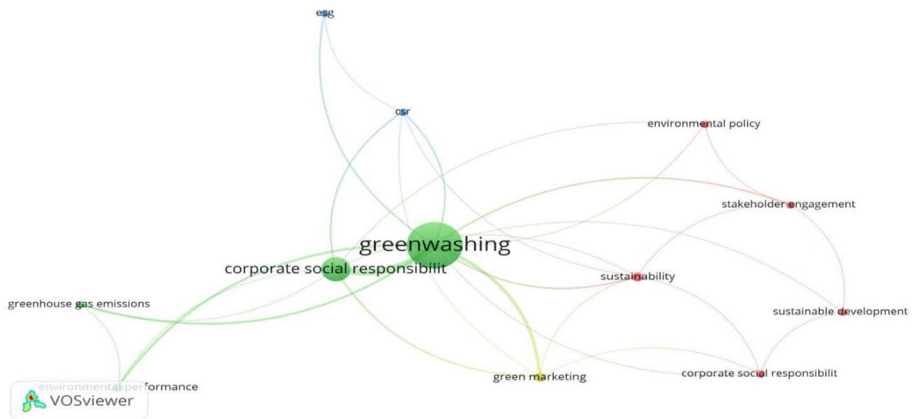 esg
csr
environmental policy
stakeholder engagement
greenwashing
corporate social responsibilit
sustainability
greenhouse gas emissions
sustainable development
corporate social responsibilit
green marketing
environmental performance
VOSviewer